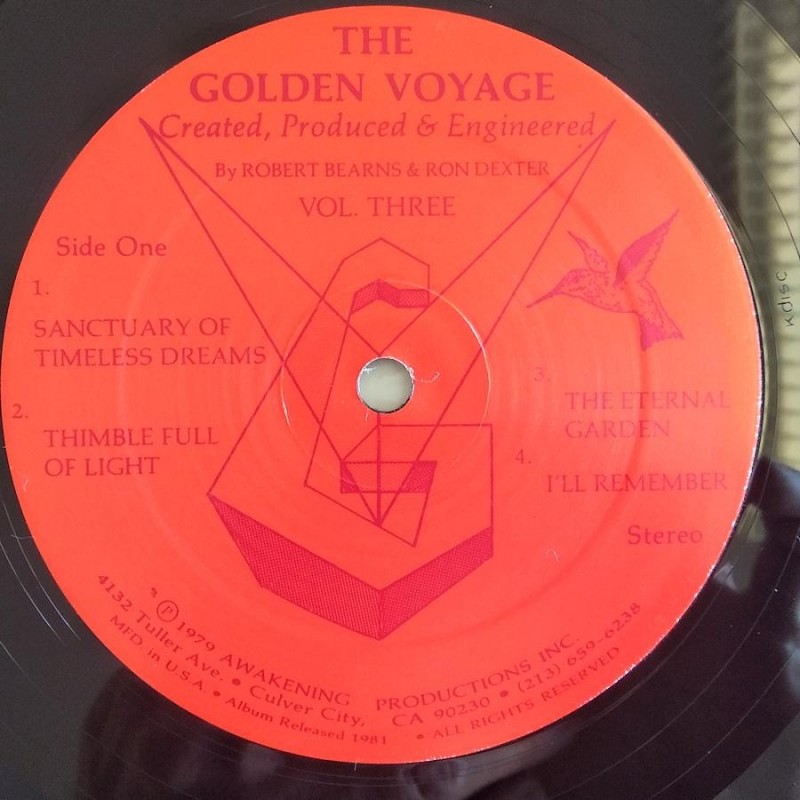 THE
GOLDEN VOYAGE
Created, Produced & Engineered
By ROBERT BEARNS & RON DEXTER
VOL. THREE
Side One
1.
SANCTUARY OF
TIMELESS DREAMS
2.
THIMBLE FULL
OF LIGHT
3.
THE ETERNAL
GARDEN
4.
I'LL REMEMBER
Stereo
℗ 1979 AWAKENING PRODUCTIONS INC.
4132 Tuller Ave. • Culver City, CA 90230 • (213) 659-6238
MFD. in U.S.A. • Album Released 1981 • ALL RIGHTS RESERVED
Kdisc